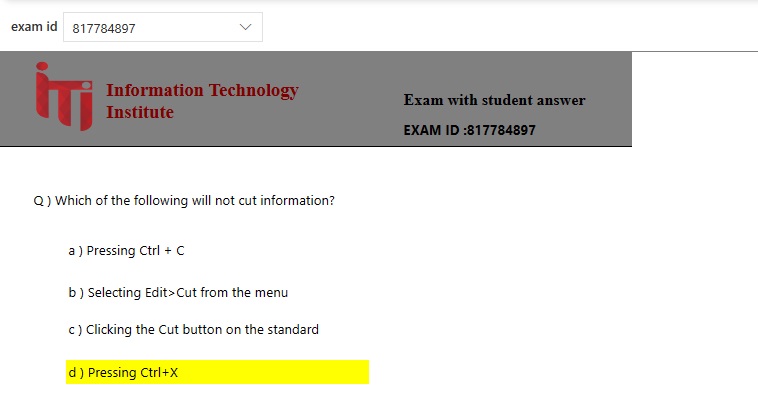 exam id 817784897
iTi
Information Technology
Institute
Exam with student answer
EXAM ID :817784897
Q ) Which of the following will not cut information?
a ) Pressing Ctrl + C
b ) Selecting Edit>Cut from the menu
c ) Clicking the Cut button on the standard
d ) Pressing Ctrl+X